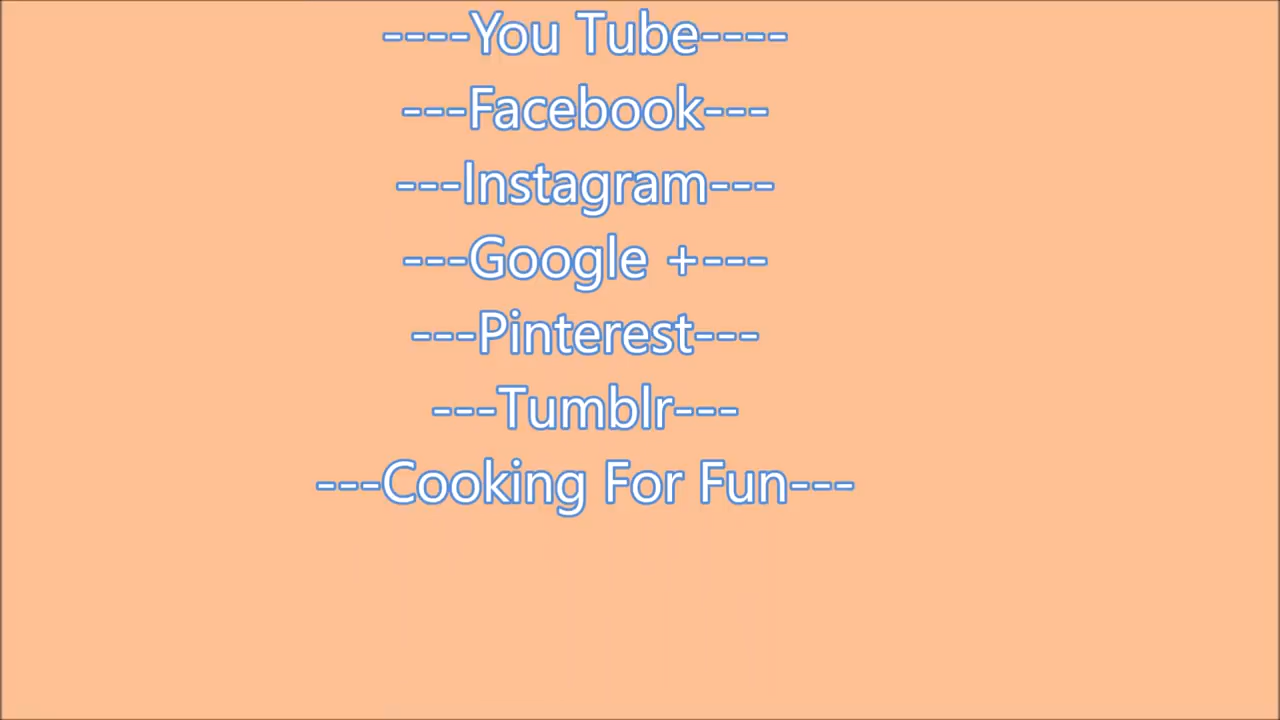 ----You Tube----
---Facebook---
---Instagram---
---Google +---
---Pinterest---
---Tumblr---
---Cooking For Fun---